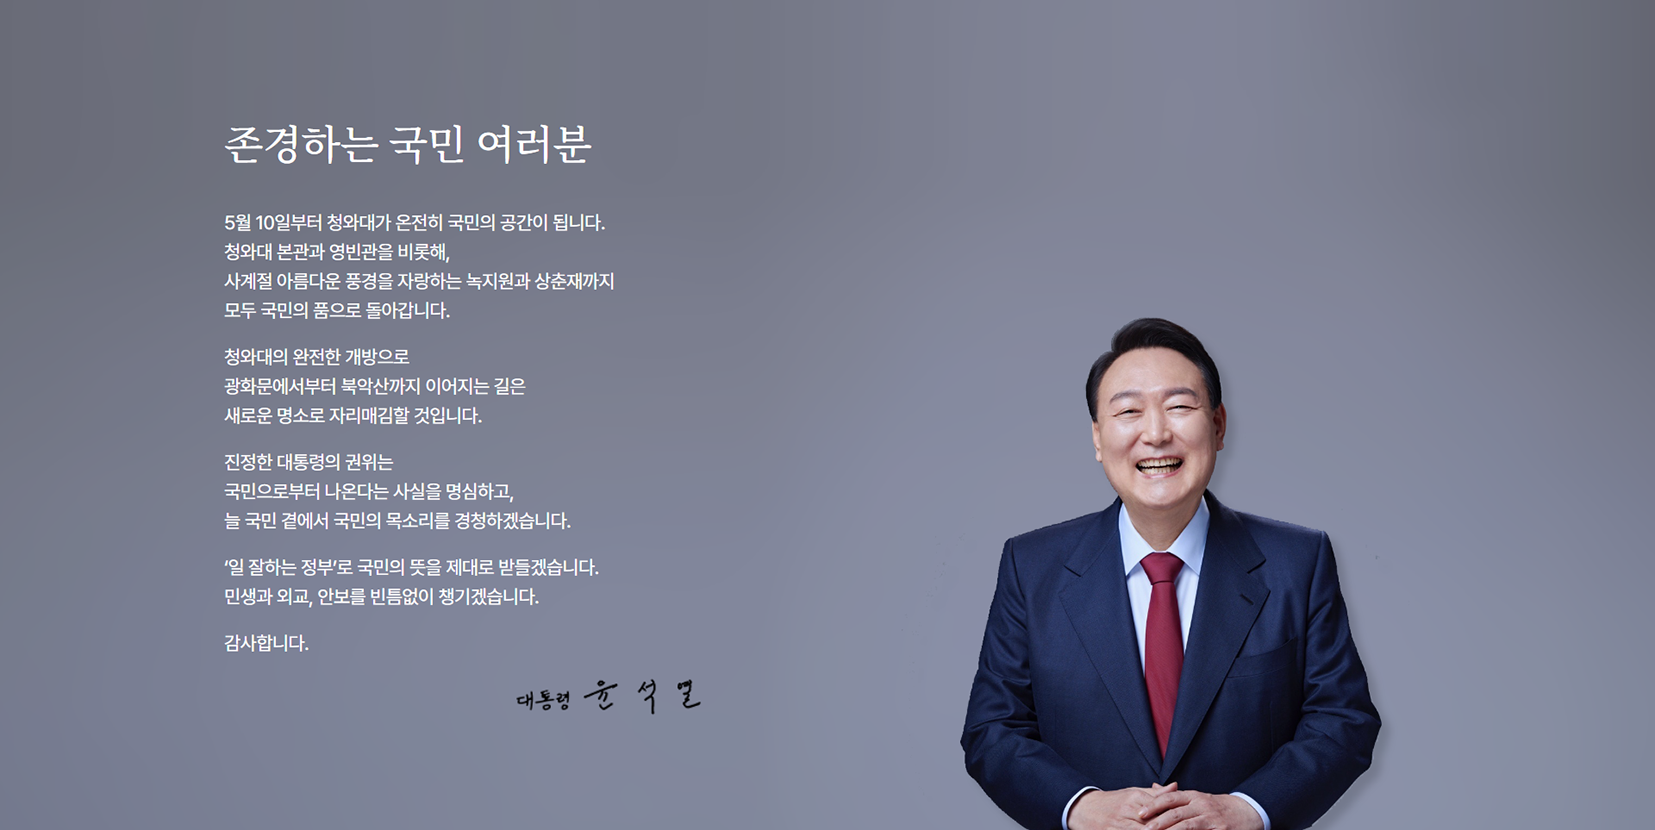 존경하는 국민 여러분
5월 10일부터 청와대가 온전히 국민의 공간이 됩니다.
청와대 본관과 영빈관을 비롯해,
사계절 아름다운 풍경을 자랑하는 녹지원과 상춘재까지
모두 국민의 품으로 돌아갑니다.
청와대의 완전한 개방으로
광화문에서부터 북악산까지 이어지는 길은
새로운 명소로 자리매김할 것입니다.
진정한 대통령의 권위는
국민으로부터 나온다는 사실을 명심하고,
늘 국민 곁에서 국민의 목소리를 경청하겠습니다.
‘일 잘하는 정부’로 국민의 뜻을 제대로 받들겠습니다.
민생과 외교, 안보를 빈틈없이 챙기겠습니다.
감사합니다.
대통령 윤석열